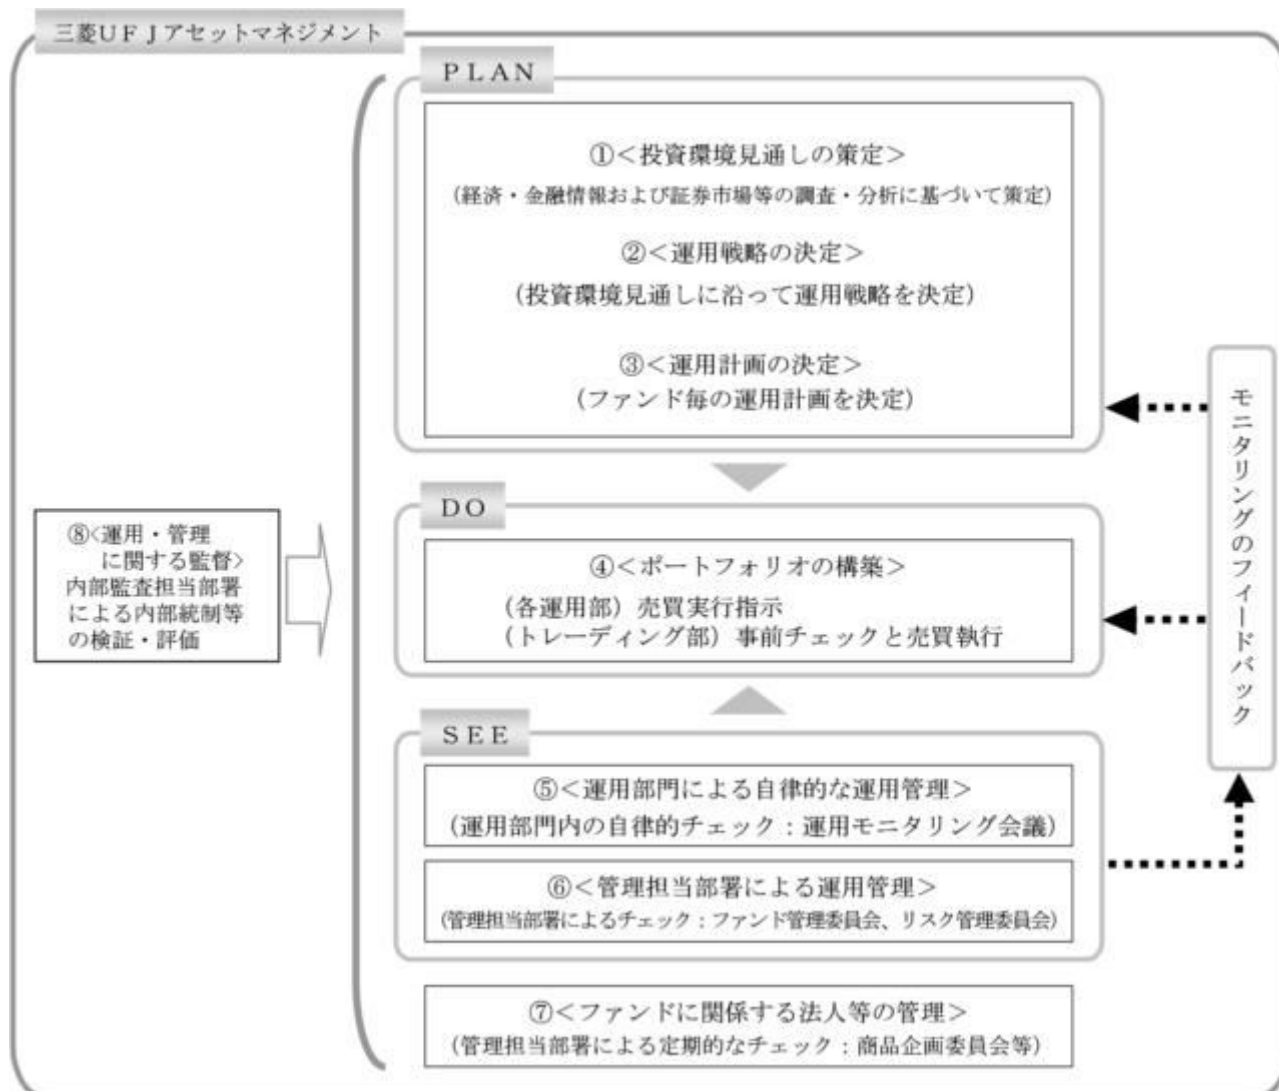 三菱ＵＦＪアセットマネジメント
ＰＬＡＮ
①＜投資環境見通しの策定＞
（経済・金融情報および証券市場等の調査・分析に基づいて策定）
②＜運用戦略の決定＞
（投資環境見通しに沿って運用戦略を決定）
③＜運用計画の決定＞
（ファンド毎の運用計画を決定）
ＤＯ
④＜ポートフォリオの構築＞
（各運用部）売買実行指示
（トレーディング部）事前チェックと売買執行
ＳＥＥ
⑤＜運用部門による自律的な運用管理＞
（運用部門内の自律的チェック：運用モニタリング会議）
⑥＜管理担当部署による運用管理＞
（管理担当部署によるチェック：ファンド管理委員会、リスク管理委員会）
⑦＜ファンドに関係する法人等の管理＞
（管理担当部署による定期的なチェック：商品企画委員会等）
⑧＜運用・管理
に関する監督＞
内部監査担当部署
による内部統制等
の検証・評価
モニタリングのフィードバック